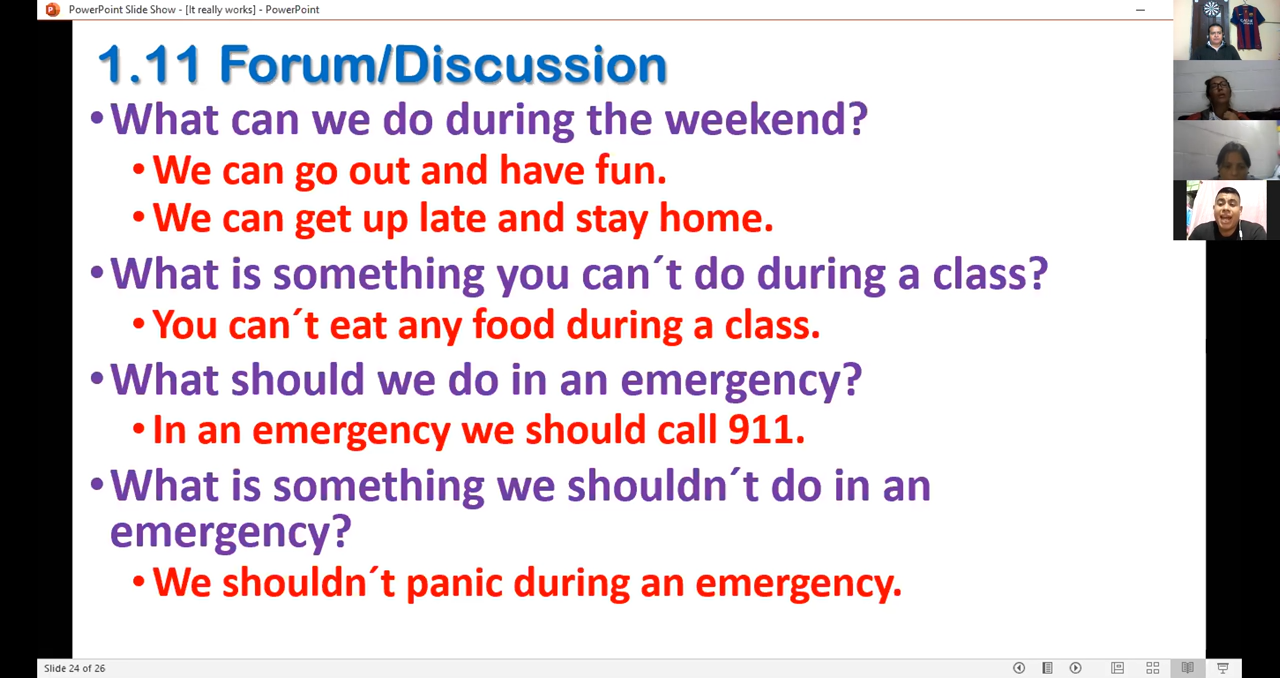 PowerPoint Slide Show - [It really works] - PowerPoint
1.11 Forum/Discussion
•What can we do during the weekend?
•We can go out and have fun.
•We can get up late and stay home.
•What is something you can´t do during a class?
•You can´t eat any food during a class.
•What should we do in an emergency?
•In an emergency we should call 911.
•What is something we shouldn´t do in an
emergency?
•We shouldn´t panic during an emergency.
Slide 24 of 26